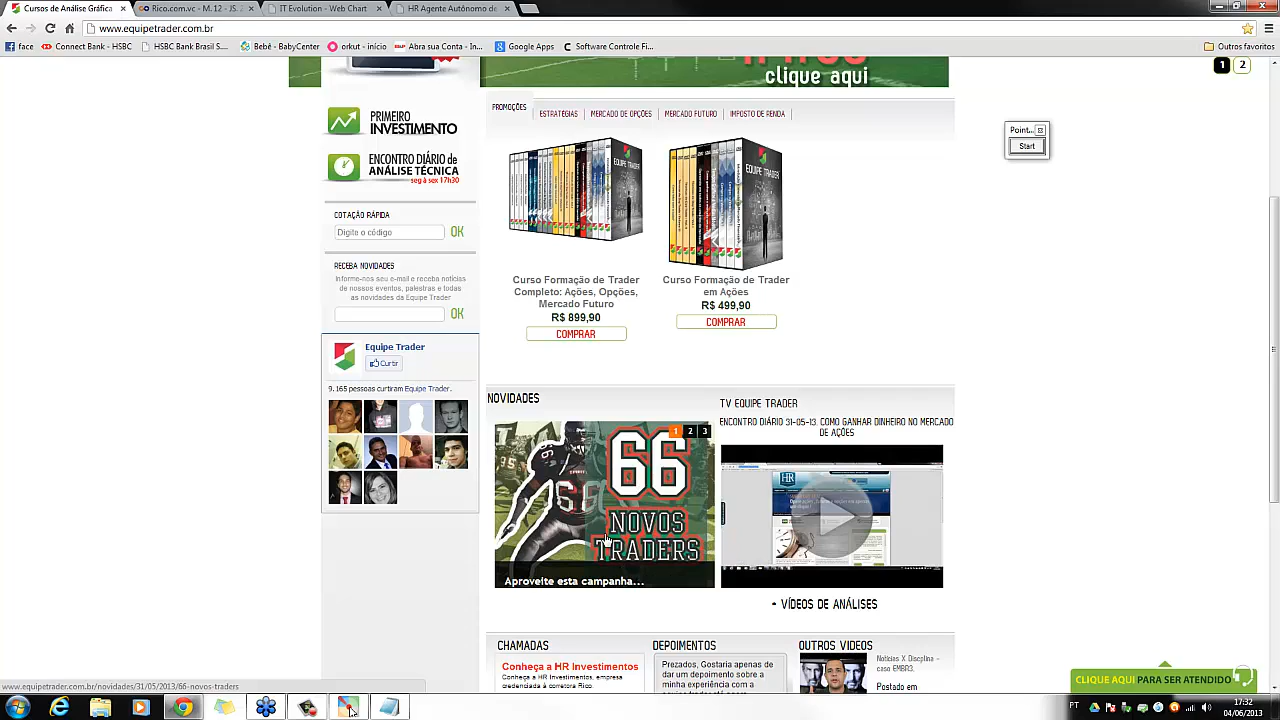 Cursos de Análise Gráfica
Rico.com.vc - M. 12 - JS. J
IT Evolution - Web Chart
HR Agente Autônomo de
www.equipetrader.com.br
face
Connect Bank - HSBC
HSBC Bank Brasil S....
Bebê - BabyCenter
orkut - início
Abra sua Conta - In...
Google Apps
Software Controle Fi...
Outros favoritos
clique aqui
1 2
PROMOÇÕES
ESTRATÉGIAS
MERCADO DE OPÇÕES
MERCADO FUTURO
IMPOSTO DE RENDA
PRIMEIRO
INVESTIMENTO
ENCONTRO DIÁRIO de
ANÁLISE TÉCNICA
seg à sex 17h30
Point...
Start
COTAÇÃO RÁPIDA
Digite o código
OK
RECEBA NOVIDADES
Informe-nos seu e-mail e receba notícias
de nossos eventos, palestras e todas
as novidades da Equipe Trader
OK
EQUIPE TRADER
EQUIPE TRADER
Curso Formação de Trader
Completo: Ações, Opções,
Mercado Futuro
R$ 899,90
COMPRAR
Curso Formação de Trader
em Ações
R$ 499,90
COMPRAR
Equipe Trader
Curtir
9.165 pessoas curtiram Equipe Trader.
NOVIDADES
1 2 3
66
66
NOVOS
TRADERS
Aproveite esta campanha...
TV EQUIPE TRADER
ENCONTRO DIÁRIO 31-05-13. COMO GANHAR DINHEIRO NO MERCADO
DE AÇÕES
HR
VÍDEOS DE ANÁLISES
CHAMADAS
Conheça a HR Investimentos
Conheça a HR Investimentos, empresa
credenciada à corretora Rico.
DEPOIMENTOS
Prezados, Gostaria apenas de
dar um depoimento sobre a
minha experiência com a
OUTROS VIDEOS
Notícias X Disciplina -
caso EMBR3.
Postado em
CLIQUE AQUI PARA SER ATENDIDO
www.equipetrader.com.br/novidades/31/05/2013/66-novos-traders
PT
17:32
04/06/2013